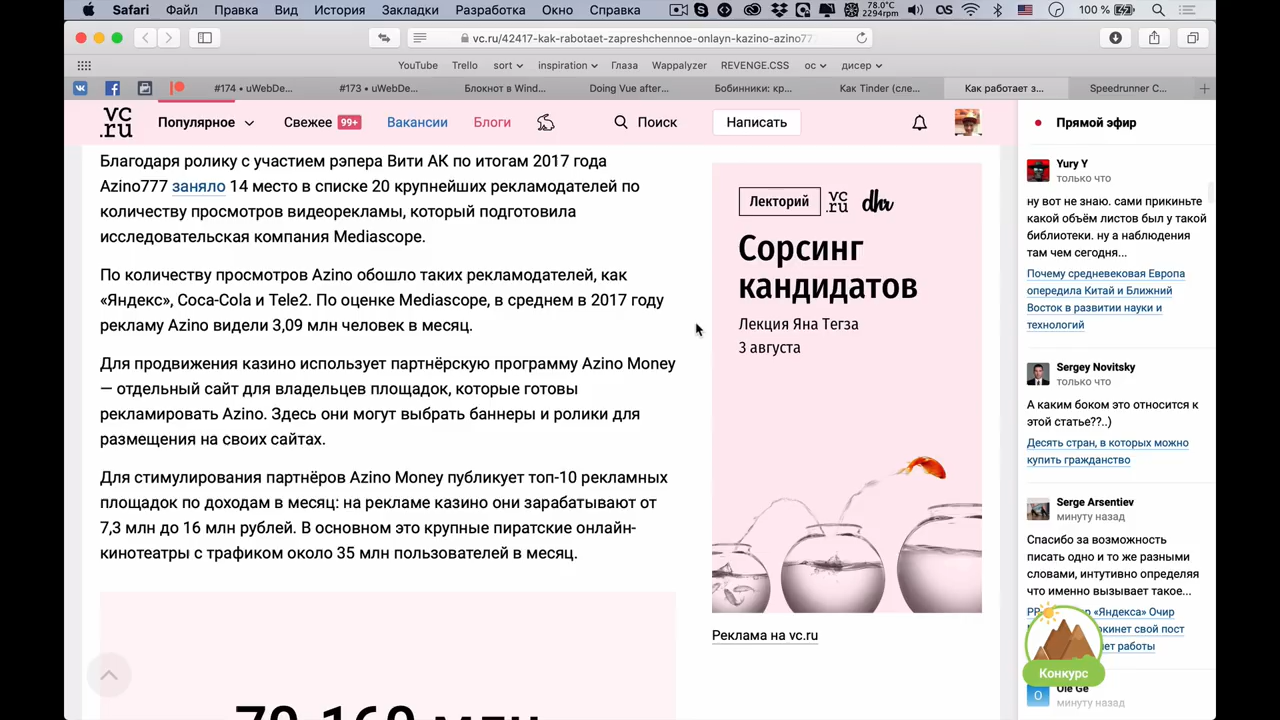 Safari Файл Правка Вид История Закладки Разработка Окно Справка 78.0°C 2294rpm 100 %
vc.ru/42417-kak-rabotaet-zapreshchennoe-onlayn-kazino-azino77
YouTube Trello sort inspiration Глаза Wappalyzer REVENGE.CSS ос дисер
#174 • uWebDe... #173 • uWebDe... Блокнот в Wind... Doing Vue after... Бобинники: кр... Как Tinder (сле... Как работает з... Speedrunner C...
vc.ru Популярное Свежее 99+ Вакансии Блоги Поиск Написать
Благодаря ролику с участием рэпера Вити АК по итогам 2017 года
Azino777 заняло 14 место в списке 20 крупнейших рекламодателей по
количеству просмотров видеорекламы, который подготовила
исследовательская компания Mediascope.
По количеству просмотров Azino обошло таких рекламодателей, как
«Яндекс», Coca-Cola и Tele2. По оценке Mediascope, в среднем в 2017 году
рекламу Azino видели 3,09 млн человек в месяц.
Для продвижения казино использует партнёрскую программу Azino Money
— отдельный сайт для владельцев площадок, которые готовы
рекламировать Azino. Здесь они могут выбрать баннеры и ролики для
размещения на своих сайтах.
Для стимулирования партнёров Azino Money публикует топ-10 рекламных
площадок по доходам в месяц: на рекламе казино они зарабатывают от
7,3 млн до 16 млн рублей. В основном это крупные пиратские онлайн-
кинотеатры с трафиком около 35 млн пользователей в месяц.
Лекторий vc.ru dhr
Сорсинг
кандидатов
Лекция Яна Тегза
3 августа
Реклама на vc.ru
Прямой эфир
Yury Y
только что
ну вот не знаю. сами прикиньте
какой объём листов был у такой
библиотеки. ну а наблюдения
там чем сегодня...
Почему средневековая Европа
опередила Китай и Ближний
Восток в развитии науки и
технологий
Sergey Novitsky
только что
А каким боком это относится к
этой статье??..)
Десять стран, в которых можно
купить гражданство
Serge Arsentiev
минуту назад
Спасибо за возможность
писать одно и то же разными
словами, интутивно определяя
что именно вызывает такое...
PP «Яндекса» Очир
кинет свой пост
работы
Конкурс
Ole Ge
минуту назад